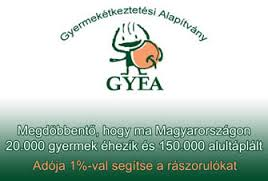 Gyermekétkeztetési Alapítvány
GYEA
Megdöbbentő, hogy ma Magyarországon
20.000 gyermek éhezik és 150.000 alultáplált
Adója 1%-val segítse a rászorulókat